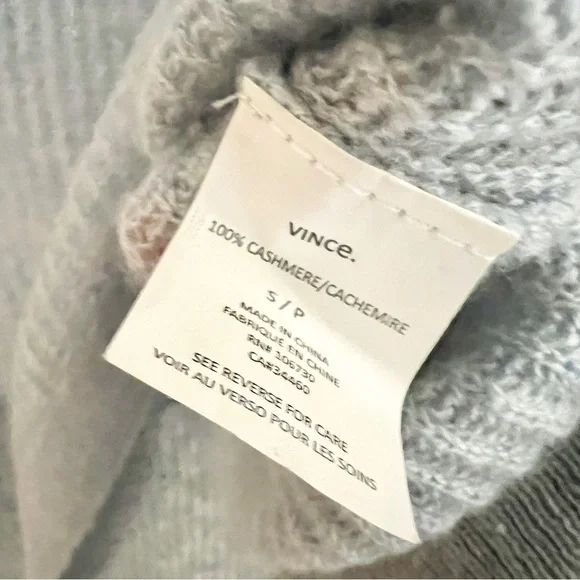 VINCE.
100% CASHMERE/CACHEMIRE
S / P
MADE IN CHINA
FABRIQUE EN CHINE
RN# 106730
CA#34460
SEE REVERSE FOR CARE
VOIR AU VERSO POUR LES SOINS